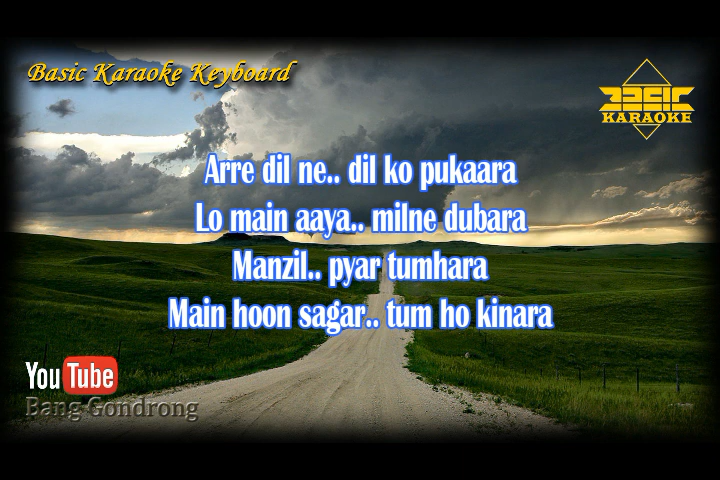 Basic Karaoke Keyboard
BASIC
KARAOKE
Arre dil ne.. dil ko pukaara
Lo main aaya.. milne dubara
Manzil.. pyar tumhara
Main hoon sagar.. tum ho kinara
YouTube
Bang Gondrong